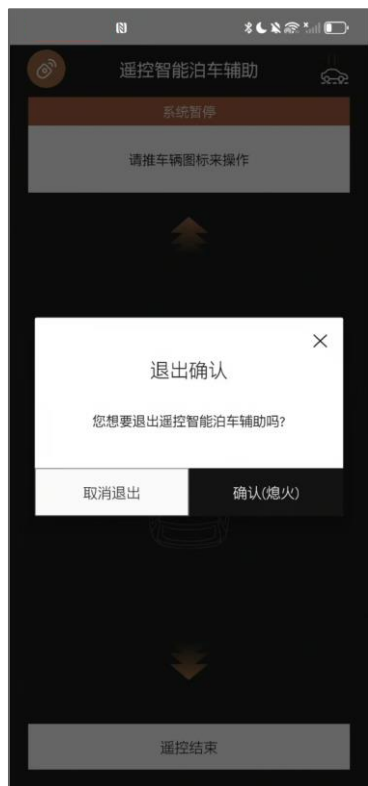 遥控智能泊车辅助
系统暂停
请推车辆图标来操作
退出确认
您想要退出遥控智能泊车辅助吗?
取消退出
确认(熄火)
遥控结束